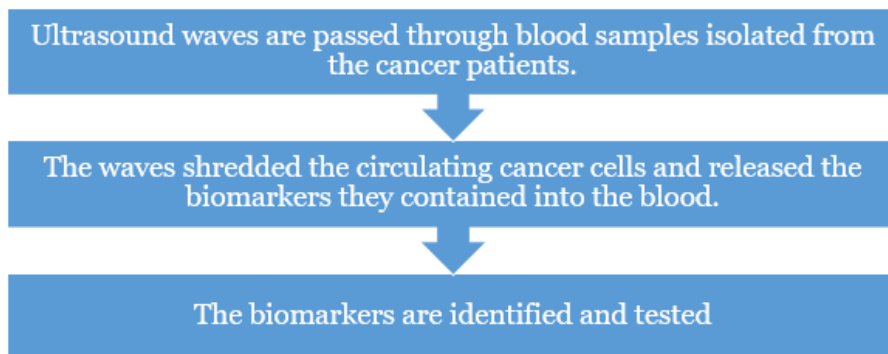 Ultrasound waves are passed through blood samples isolated from
the cancer patients.
The waves shredded the circulating cancer cells and released the
biomarkers they contained into the blood.
The biomarkers are identified and tested